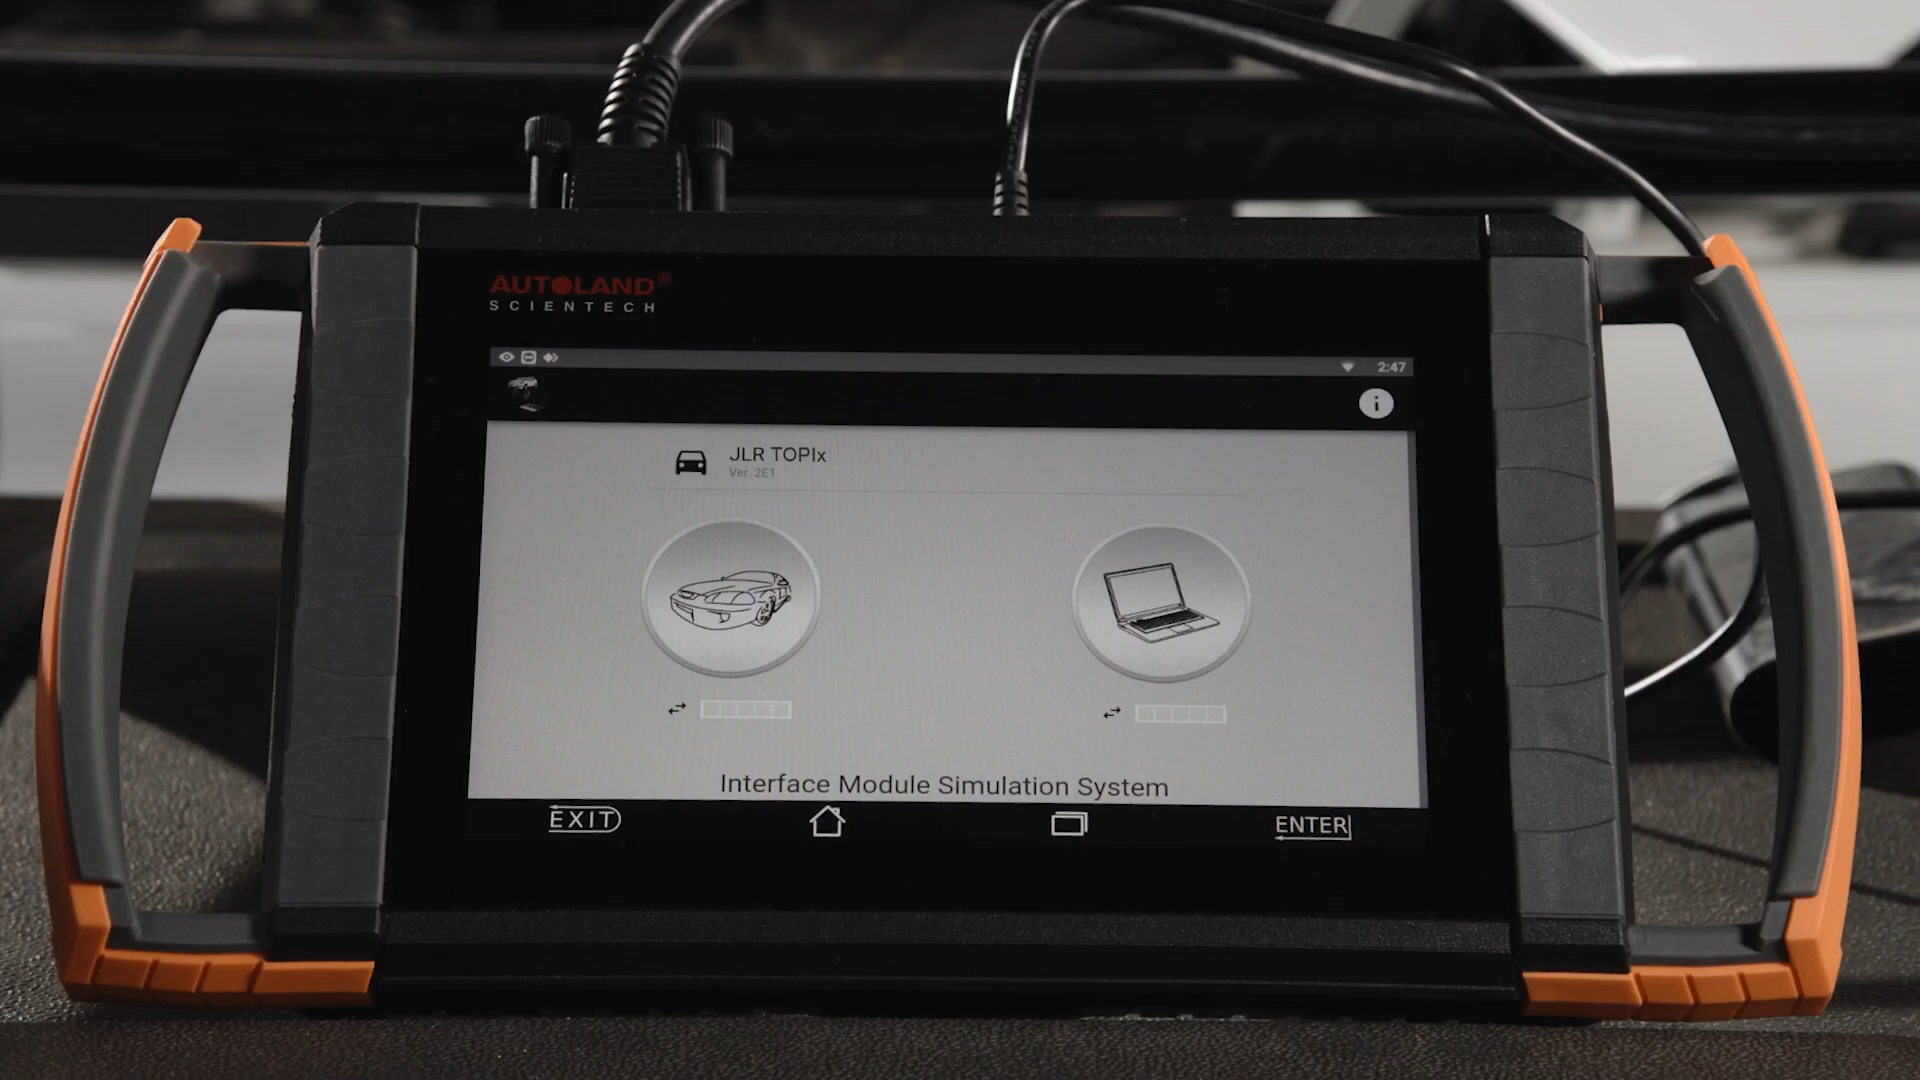 AUTOLAND®
SCIENTECH
2:47
i
JLR TOPIx
Ver. 2E1
Interface Module Simulation System
EXIT
ENTER